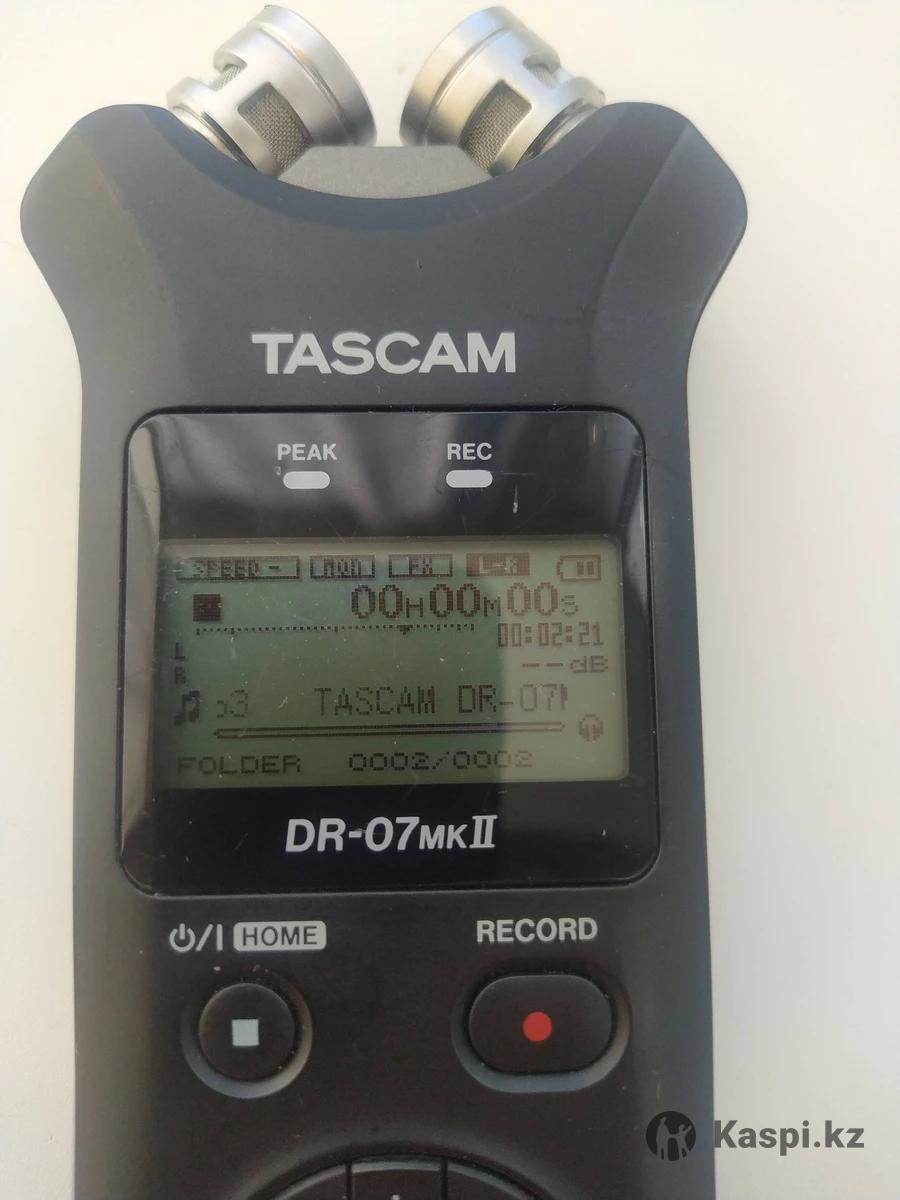 TASCAM
PEAK REC
SPEED - MON FX L-R
00H00M00S
00:02:21
L
R
--dB
TASCAM DR-07
FOLDER 0002/0002
DR-07MKII
HOME RECORD
Kaspi.kz